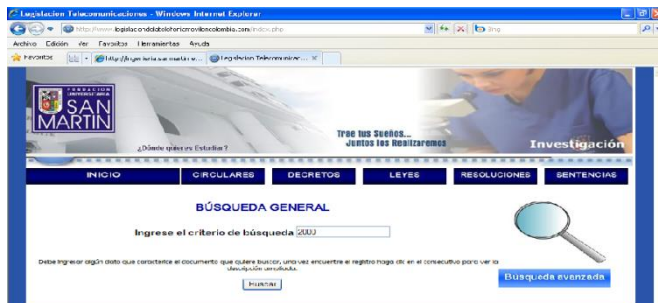 Legislacion Telecomunicaciones - Windows Internet Explorer
Archivo Edición Ver Favoritos Herramientas Ayuda
Favoritos
Legislacion Telecomunicac...
FUNDACION
UNIVERSITARIA
SAN
MARTIN
¿Dónde quieres Estudiar?
Trae tus Sueños...
Juntos los Realizaremos
Investigación
INICIO CIRCULARES DECRETOS LEYES RESOLUCIONES SENTENCIAS
BÚSQUEDA GENERAL
Ingrese el criterio de búsqueda 2000
Debe ingresar algún dato que caracterice el documento que quiere buscar, una vez encuentre el registro haga clic en el consecutivo para ver la
descripción ampliada.
Buscar
Búsqueda avanzada